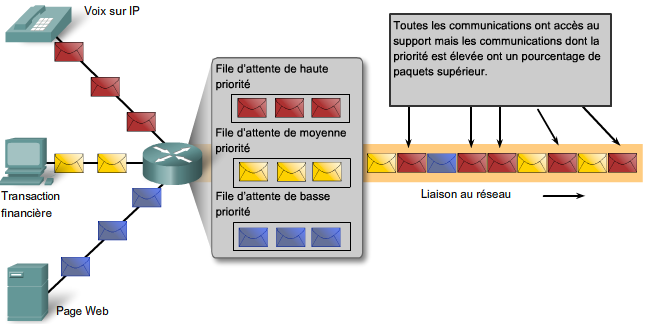 Voix sur IP
Transaction
financière
Page Web
File d'attente de haute
priorité
File d'attente de moyenne
priorité
File d'attente de basse
priorité
Toutes les communications ont accès au
support mais les communications dont la
priorité est élevée ont un pourcentage de
paquets supérieur.
Liaison au réseau